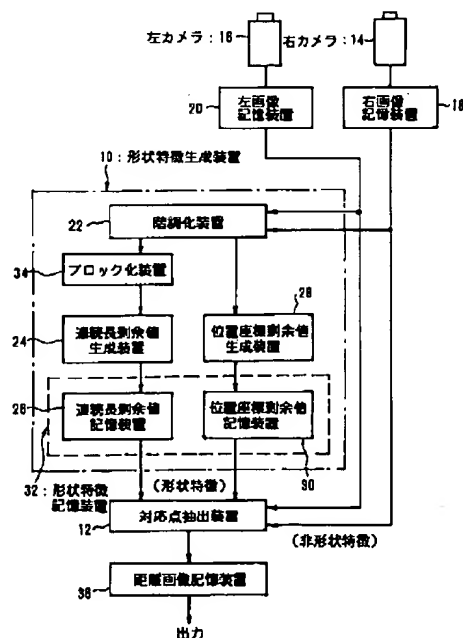 左カメラ:16
右カメラ:14
左画像
記憶装置
20
右画像
記憶装置
18
10:形状特徴生成装置
階調化装置
22
ブロック化装置
34
連続長剰余値
生成装置
24
位置座標剰余値
生成装置
28
連続長剰余値
記憶装置
26
位置座標剰余値
記憶装置
30
32:形状特徴
記憶装置
(形状特徴)
対応点抽出装置
12
(非形状特徴)
距離画像記憶装置
36
出力